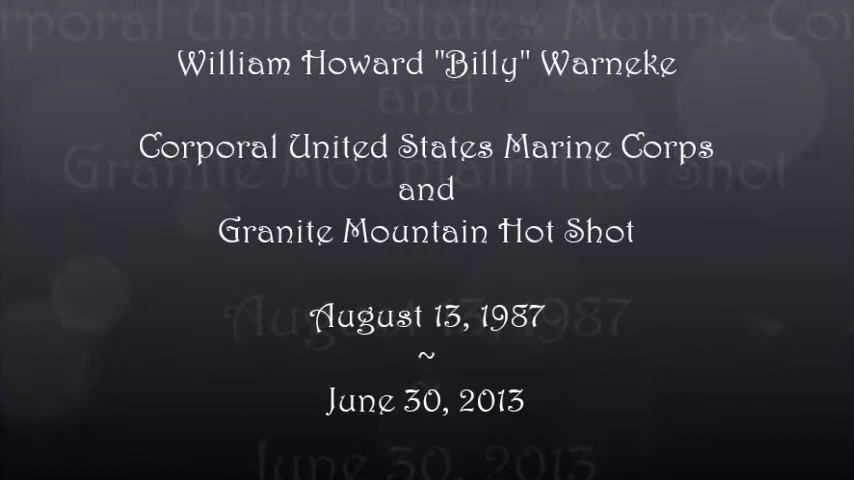 William Howard "Billy" Warneke
Corporal United States Marine Corps
and
Granite Mountain Hot Shot
August 13, 1987
~
June 30, 2013